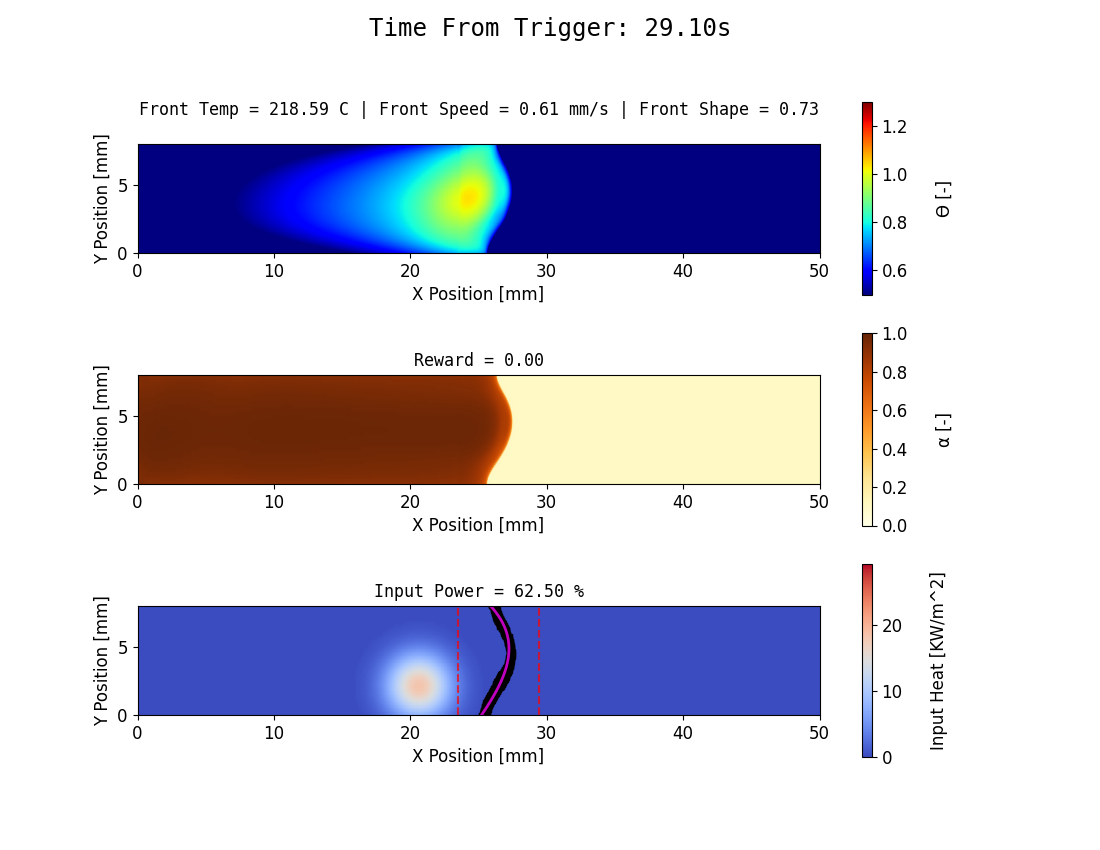 Time From Trigger: 29.10s
Front Temp = 218.59 C | Front Speed = 0.61 mm/s | Front Shape = 0.73
Y Position [mm]
5
0
0 10 20 30 40 50
X Position [mm]
1.2
1.0
0.8
0.6
Θ [-]
Reward = 0.00
Y Position [mm]
5
0
0 10 20 30 40 50
X Position [mm]
1.0
0.8
0.6
0.4
0.2
0.0
α [-]
Input Power = 62.50 %
Y Position [mm]
5
0
0 10 20 30 40 50
X Position [mm]
20
10
0
Input Heat [KW/m^2]